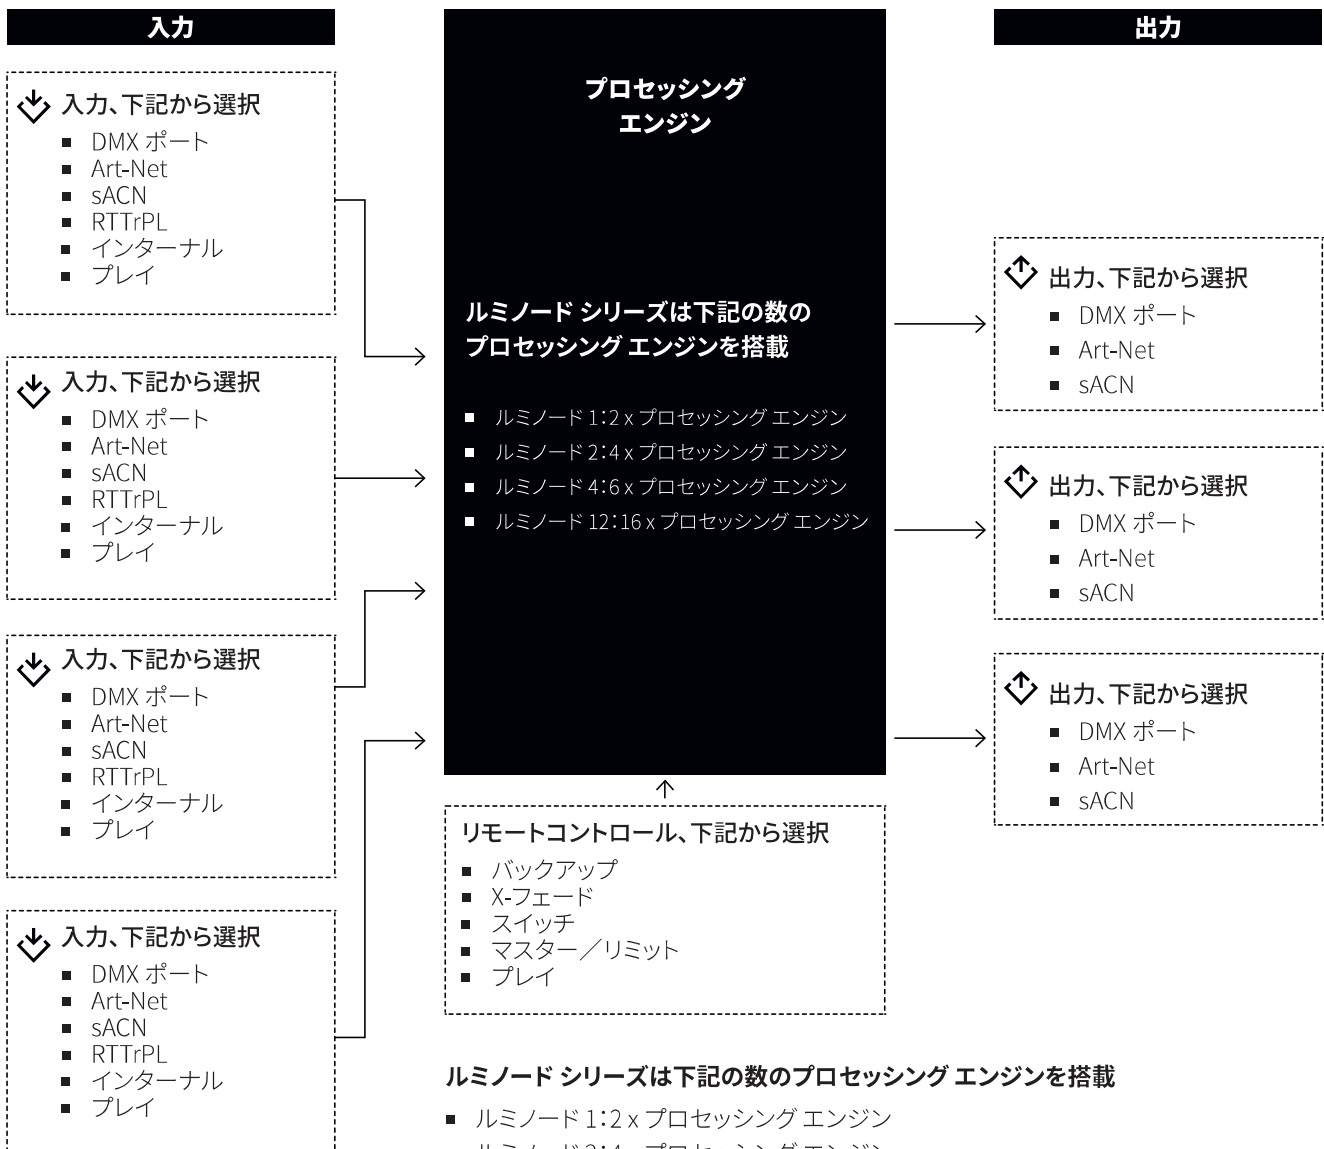 入力
入力、下記から選択
DMX ポート
Art-Net
sACN
RTTrPL
インターナル
プレイ
入力、下記から選択
DMX ポート
Art-Net
sACN
RTTrPL
インターナル
プレイ
入力、下記から選択
DMX ポート
Art-Net
sACN
RTTrPL
インターナル
プレイ
入力、下記から選択
DMX ポート
Art-Net
sACN
RTTrPL
インターナル
プレイ
プロセッシング
エンジン
ルミノード シリーズは下記の数の
プロセッシング エンジンを搭載
ルミノード 1：2 x プロセッシング エンジン
ルミノード 2：4 x プロセッシング エンジン
ルミノード 4：6 x プロセッシング エンジン
ルミノード 12：16 x プロセッシング エンジン
リモートコントロール、下記から選択
バックアップ
X-フェード
スイッチ
マスター／リミット
プレイ
ルミノード シリーズは下記の数のプロセッシング エンジンを搭載
ルミノード 1：2 x プロセッシング エンジン
出力
出力、下記から選択
DMX ポート
Art-Net
sACN
出力、下記から選択
DMX ポート
Art-Net
sACN
出力、下記から選択
DMX ポート
Art-Net
sACN